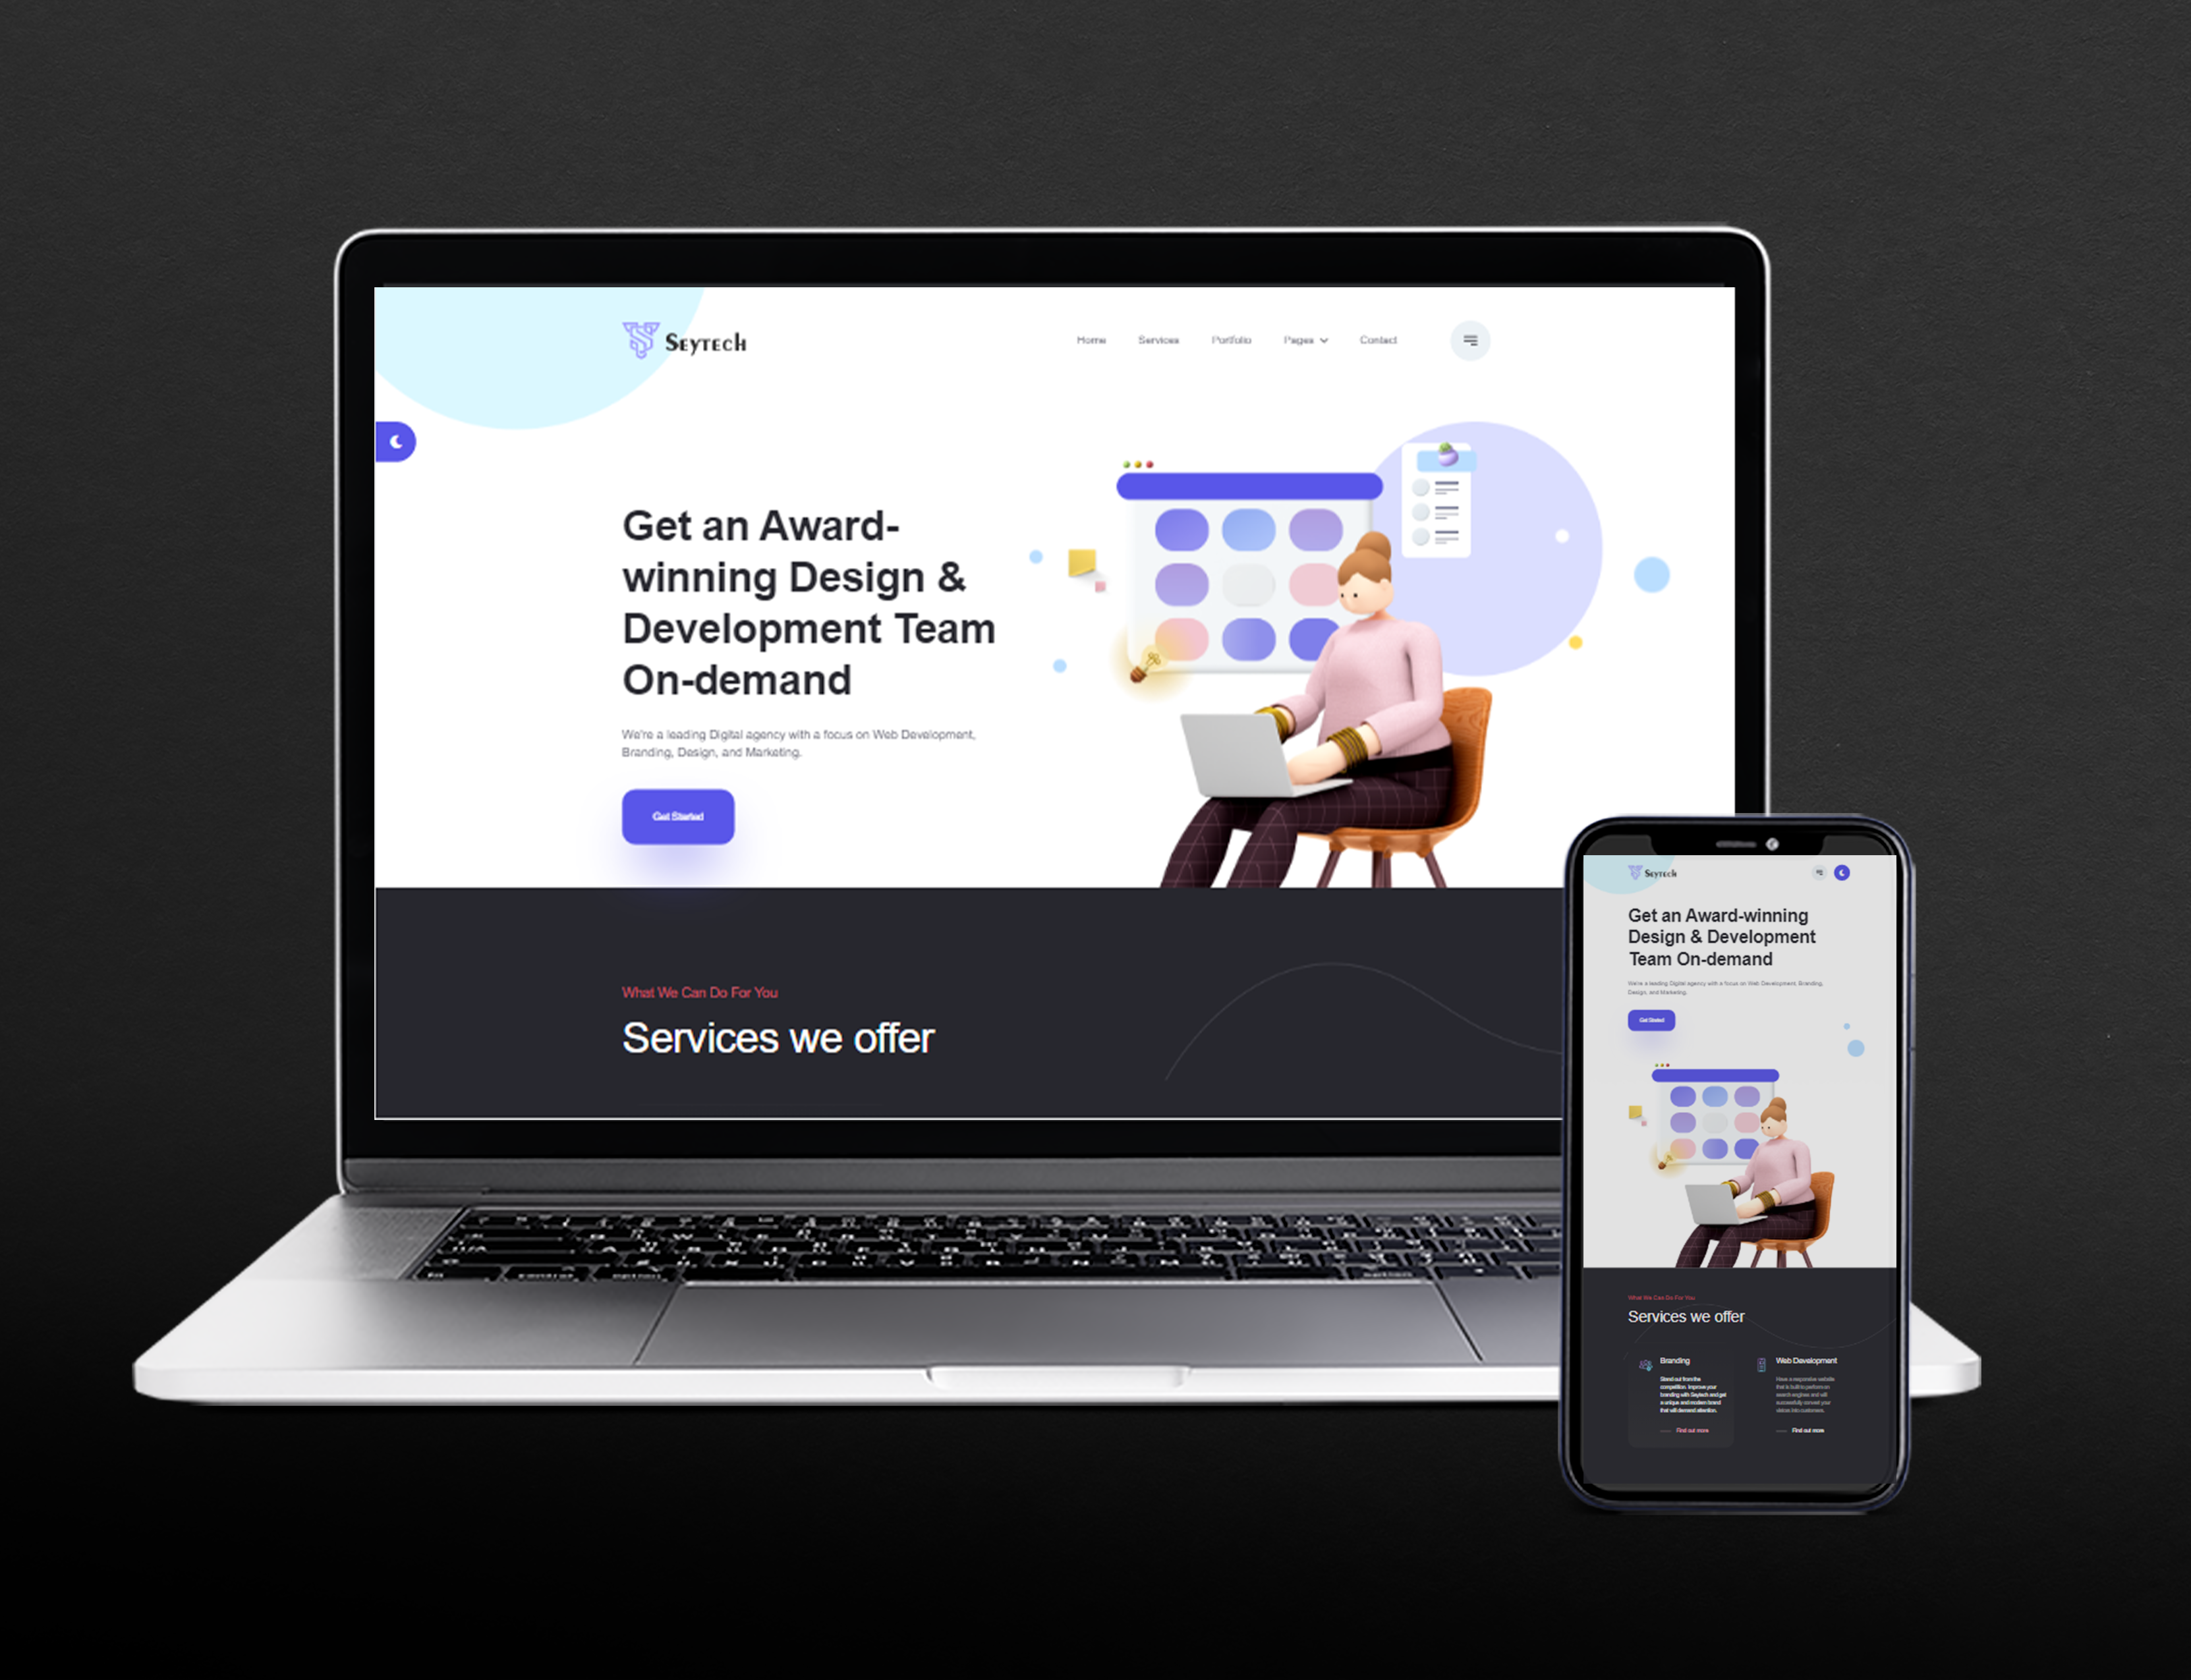 Seytech
Home Services Portfolio Pages Contact
Get an Award-
winning Design &
Development Team
On-demand
We're a leading Digital agency with a focus on Web Development,
Branding, Design, and Marketing.
Get Started
What We Can Do For You
Services we offer
Seytech
Get an Award-winning
Design & Development
Team On-demand
We're a leading Digital agency with a focus on Web Development, Branding,
Design, and Marketing.
Get Started
What We Can Do For You
Services we offer
Branding
Stand out from the
competition. Improve your
branding with Seytech and get
a unique and modern brand
that will demand attention.
Find out more
Web Development
Have a responsive website
that is built to perform on
search engines and will
successfully convert your
visitors into customers.
Find out more